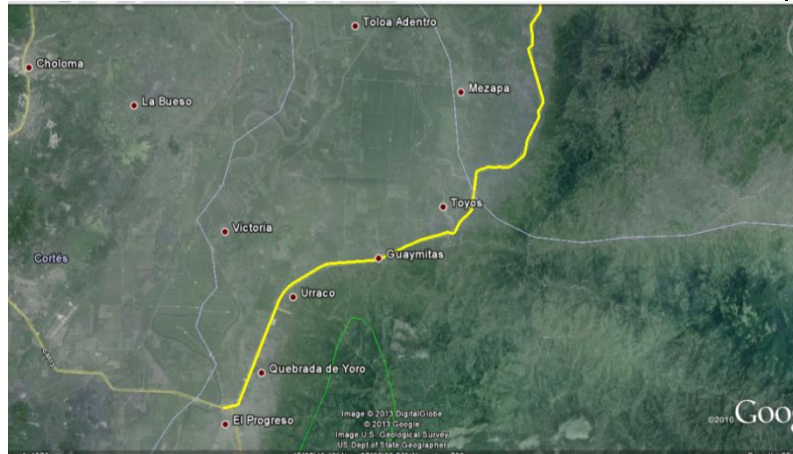 Toloa Adentro
Choloma
Mezapa
La Bueso
Toyos
Victoria
Guaymitas
Cortés
Urraco
Quebrada de Yoro
El Progreso
Image © 2013 DigitalGlobe
© 2013 Google
Image U.S. Geological Survey
US Dept of State Geographer
©2010